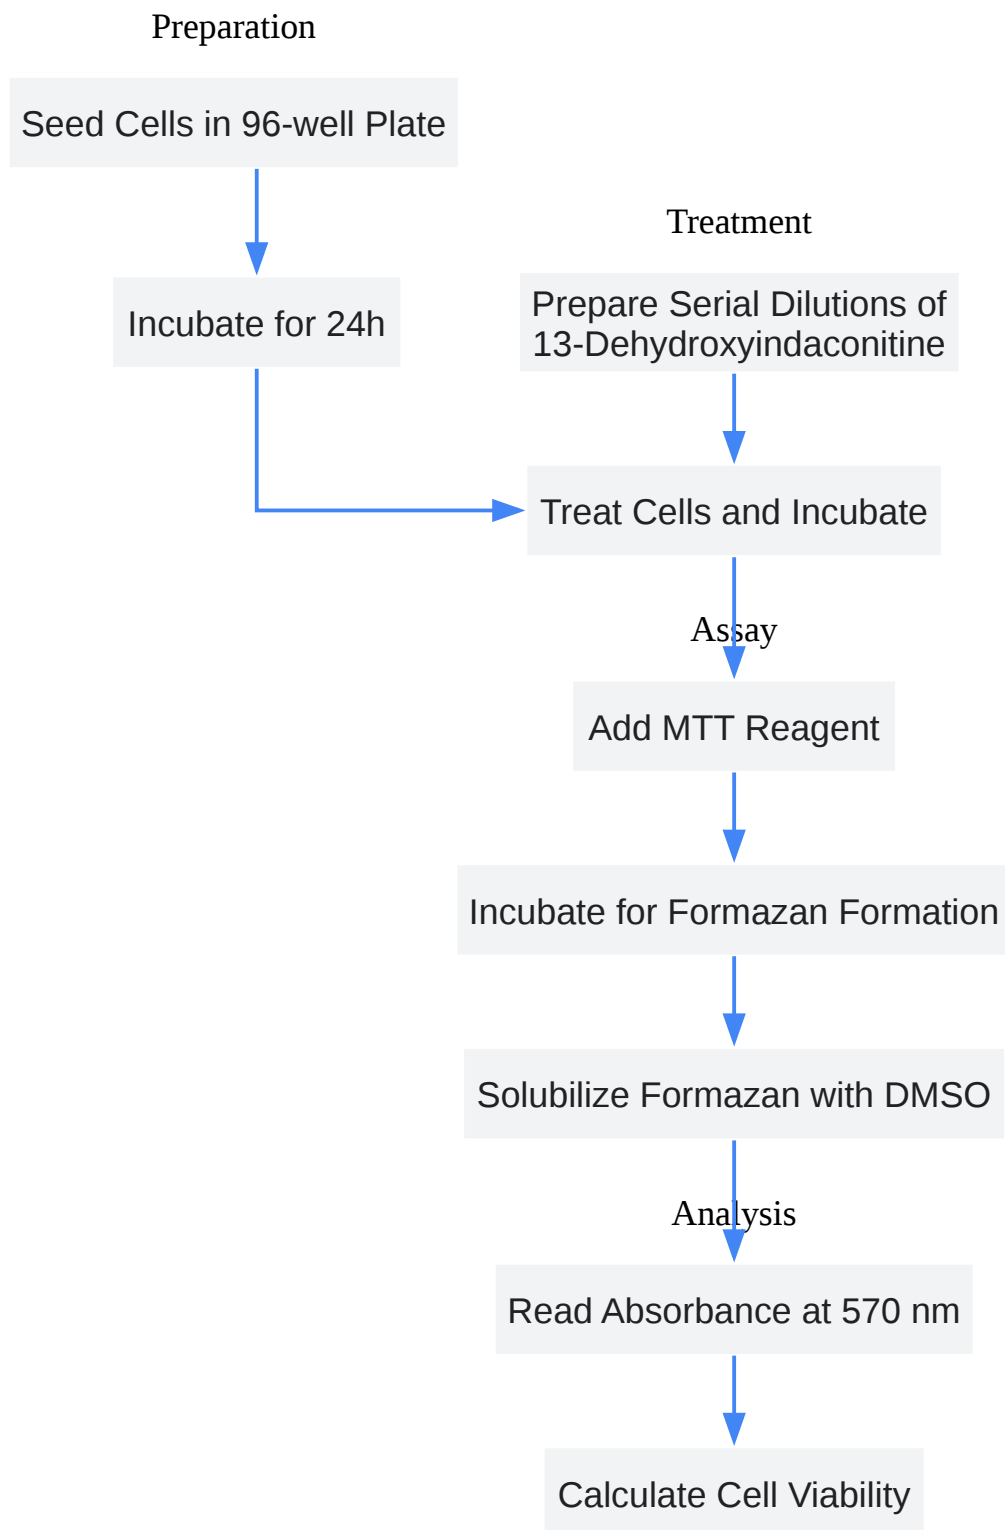 Preparation
Seed Cells in 96-well Plate
Incubate for 24h
Treatment
Prepare Serial Dilutions of
13-Dehydroxyindaconitine
Treat Cells and Incubate
Assay
Add MTT Reagent
Incubate for Formazan Formation
Solubilize Formazan with DMSO
Analysis
Read Absorbance at 570 nm
Calculate Cell Viability